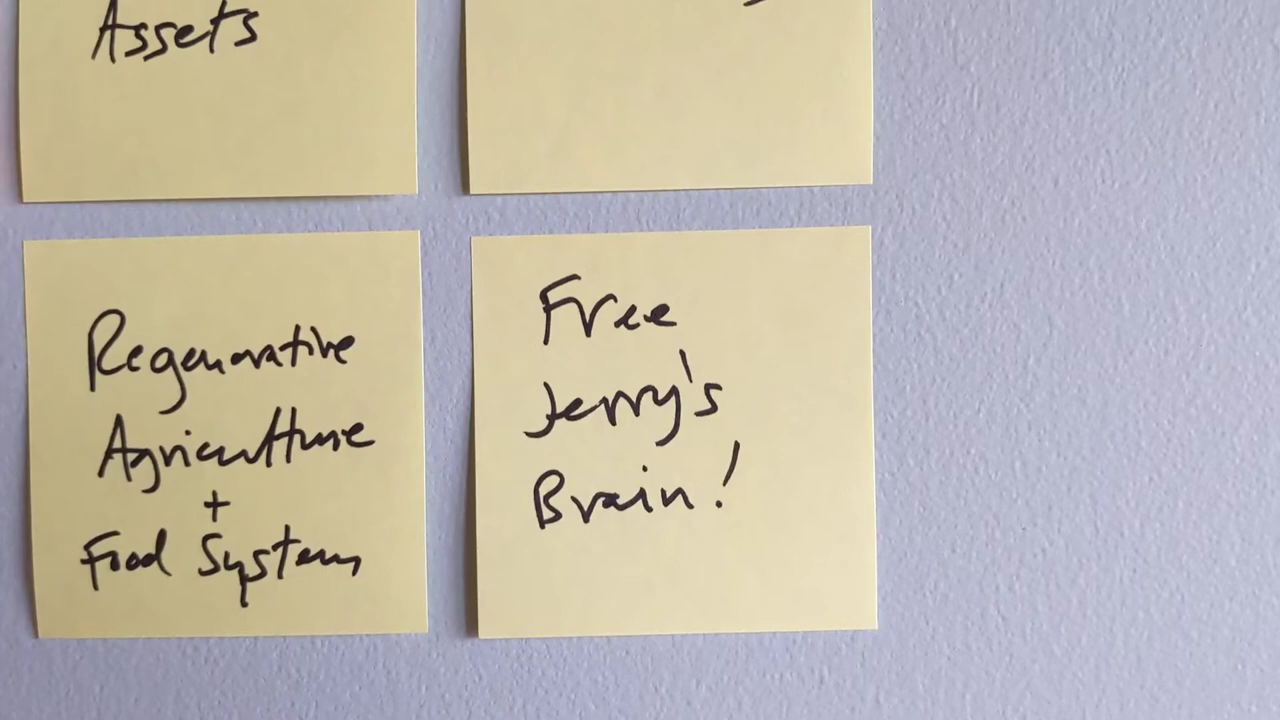 Assets
Regenerative
Agriculture
+
Food Systems
Free
Jerry's
Brain!